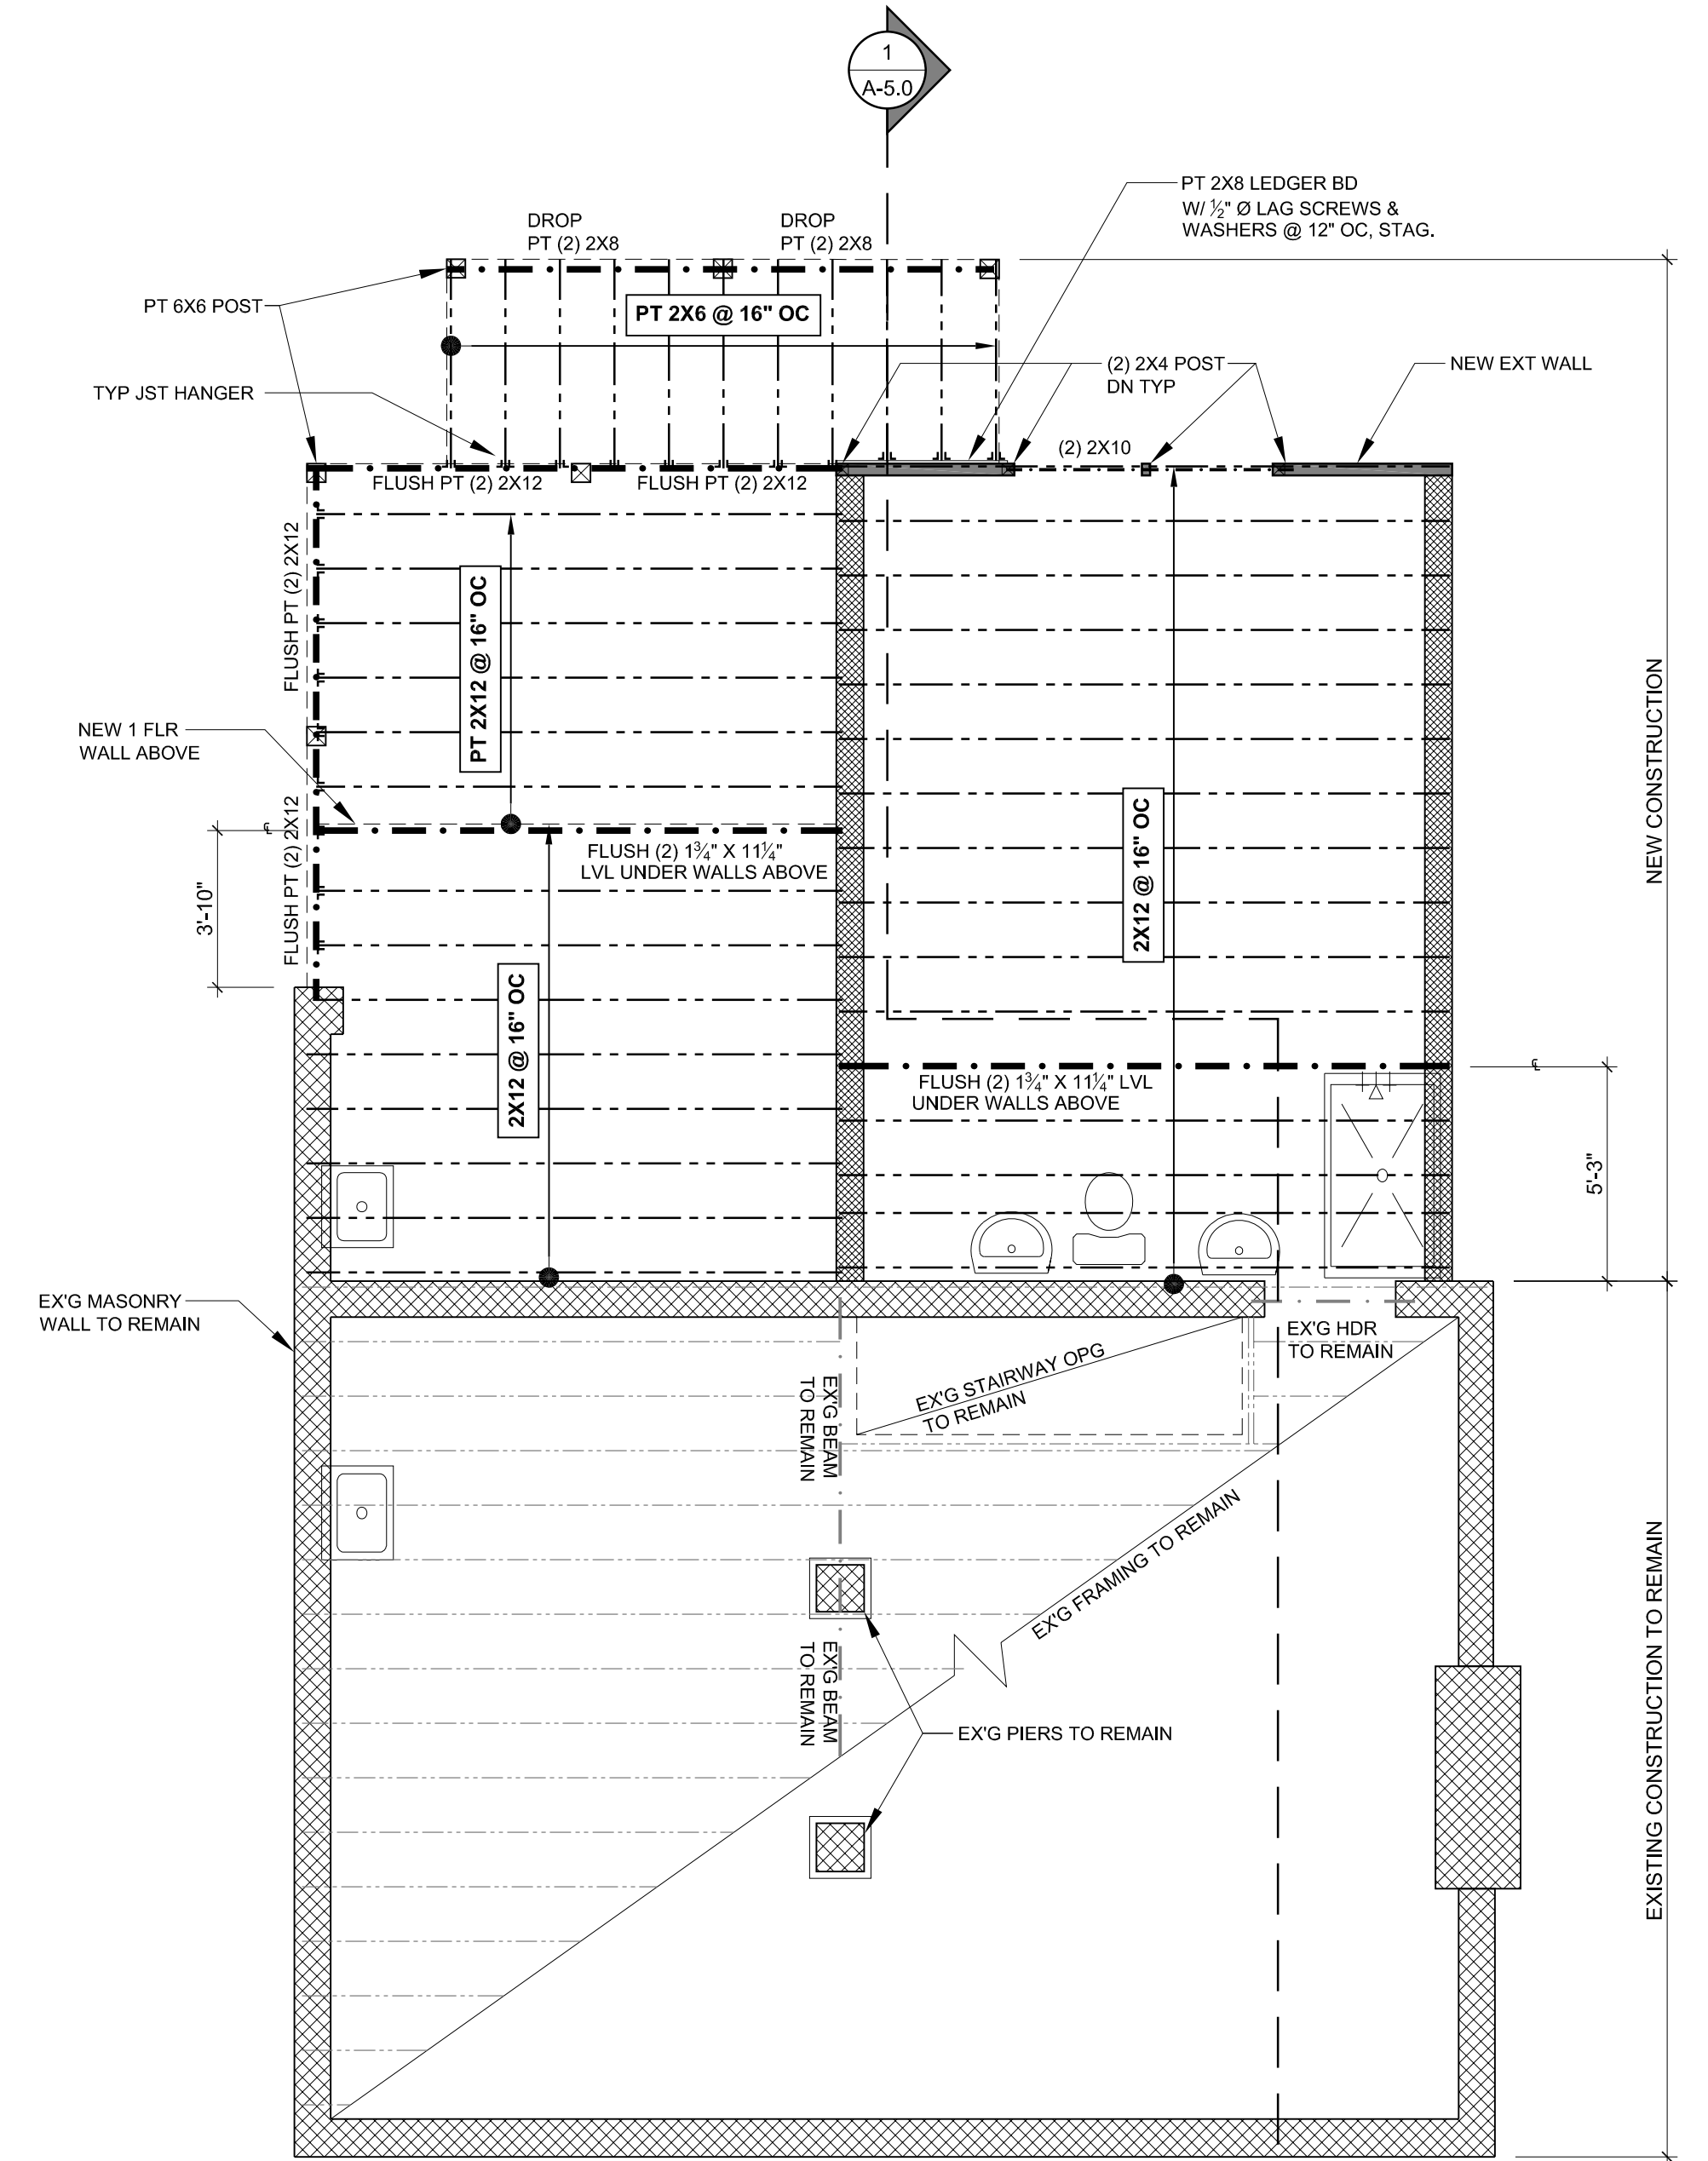 1
A-5.0
PT 2X8 LEDGER BD
W/ ½" Ø LAG SCREWS &
WASHERS @ 12" OC, STAG.
DROP
PT (2) 2X8
DROP
PT (2) 2X8
PT 6X6 POST
PT 2X6 @ 16" OC
TYP JST HANGER
(2) 2X4 POST
DN TYP
NEW EXT WALL
(2) 2X10
FLUSH PT (2) 2X12
FLUSH PT (2) 2X12
FLUSH PT (2) 2X12
PT 2X12 @ 16" OC
NEW 1 FLR
WALL ABOVE
NEW CONSTRUCTION
FLUSH PT (2) 2X12
3'-10"
FLUSH (2) 1¾" X 11¼"
LVL UNDER WALLS ABOVE
2X12 @ 16" OC
2X12 @ 16" OC
FLUSH (2) 1¾" X 11¼" LVL
UNDER WALLS ABOVE
5'-3"
EX'G MASONRY
WALL TO REMAIN
EX'G HDR
TO REMAIN
EX'G STAIRWAY OPG
TO REMAIN
EX'G BEAM
TO REMAIN
EX'G FRAMING TO REMAIN
EX'G BEAM
TO REMAIN
EX'G PIERS TO REMAIN
EXISTING CONSTRUCTION TO REMAIN